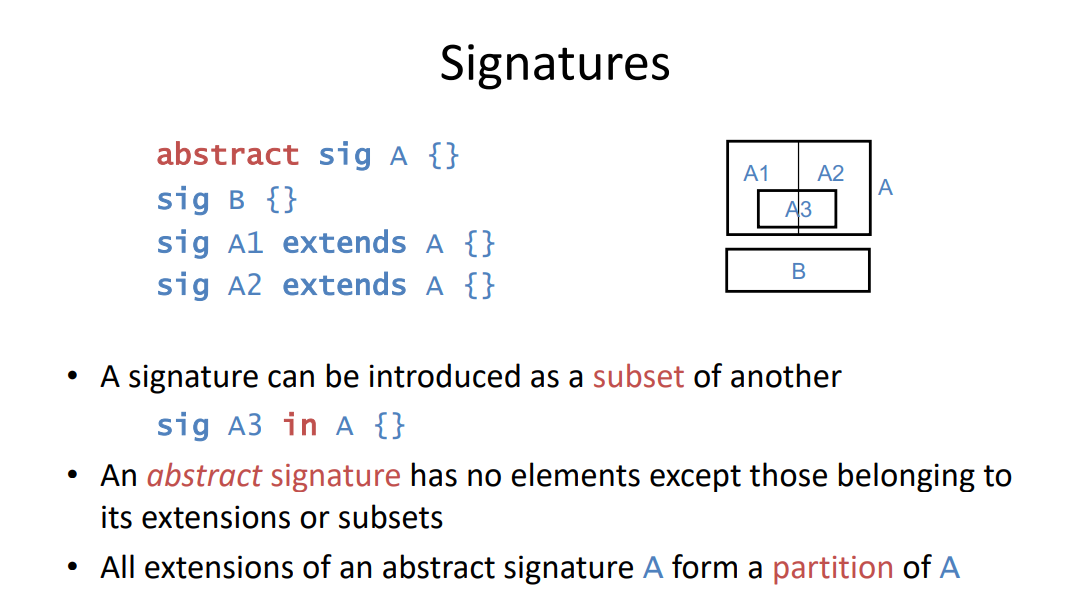 Signatures
abstract sig A {}
sig B {}
sig A1 extends A {}
sig A2 extends A {}
A1 A2
A3
A
B
• A signature can be introduced as a subset of another
sig A3 in A {}
• An abstract signature has no elements except those belonging to
its extensions or subsets
• All extensions of an abstract signature A form a partition of A